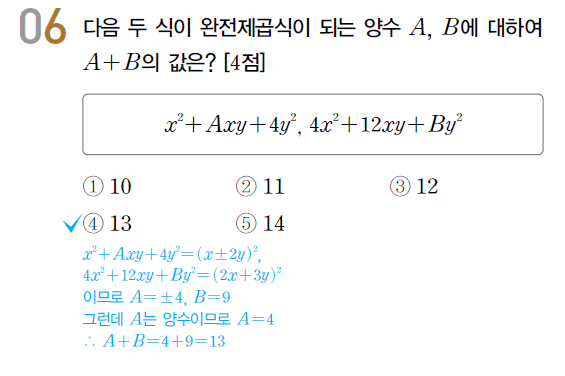 06 다음 두 식이 완전제곱식이 되는 양수 A, B에 대하여
A+B의 값은? [4점]
x²+Axy+4y², 4x²+12xy+By²
① 10 ② 11 ③ 12
④ 13 ⑤ 14
x²+Axy+4y²=(x±2y)²,
4x²+12xy+By²=(2x+3y)²
이므로 A=±4, B=9
그런데 A는 양수이므로 A=4
∴ A+B=4+9=13